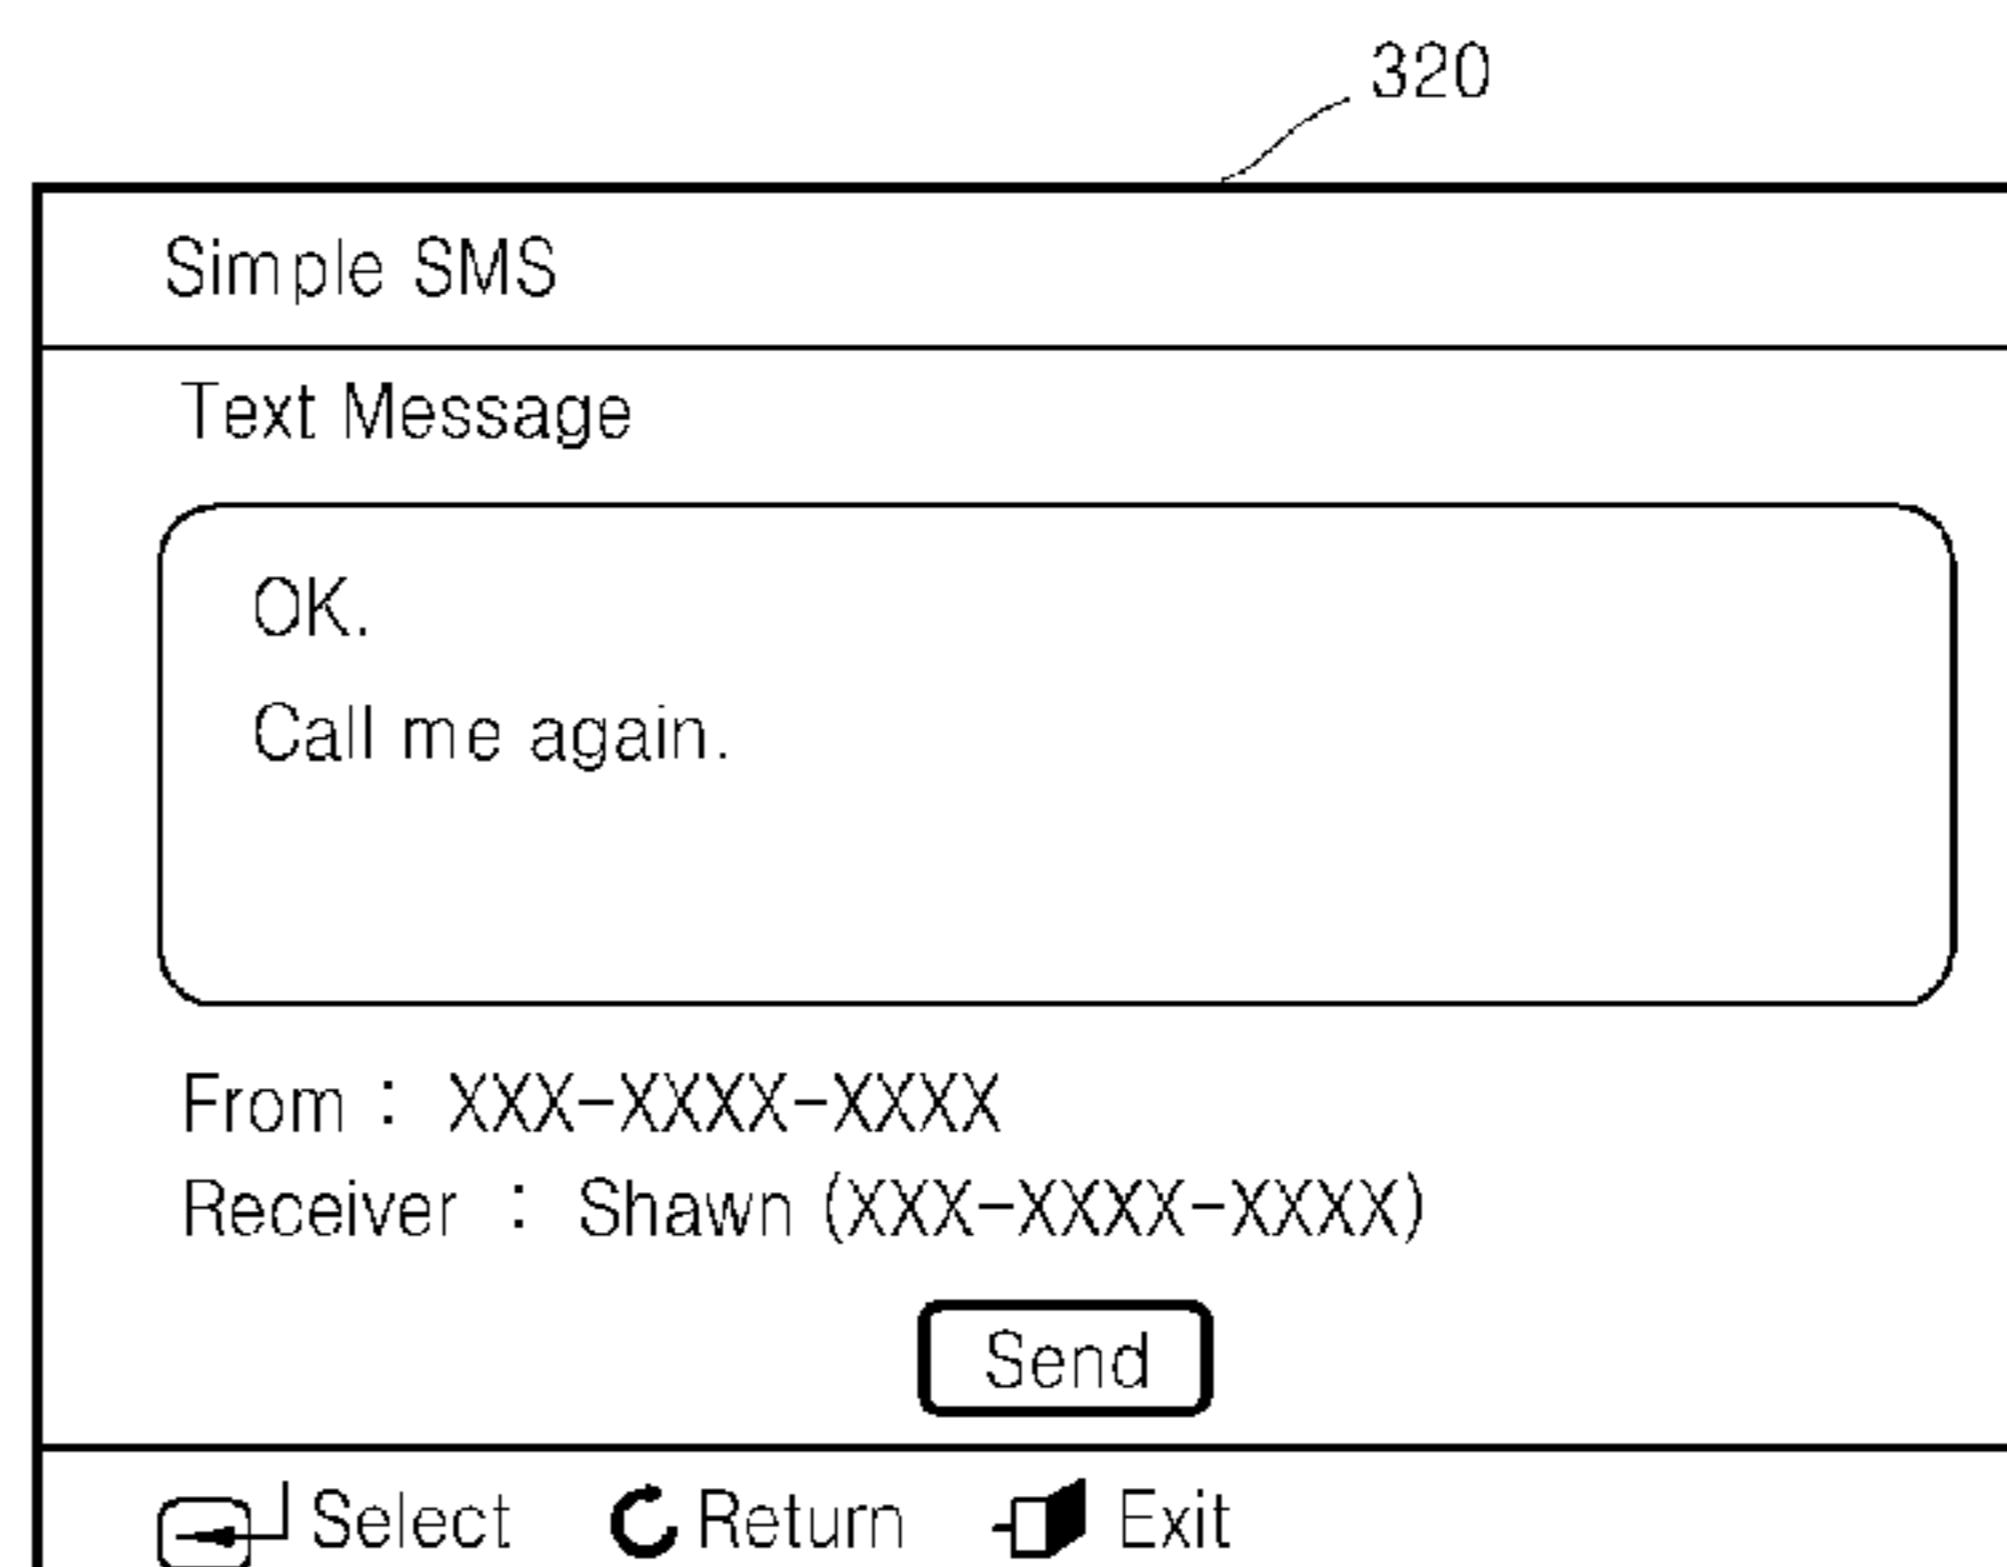 320
Simple SMS
Text Message
OK.
Call me again.
From : XXX-XXXX-XXXX
Receiver : Shawn (XXX-XXXX-XXXX)
Send
Select Return Exit